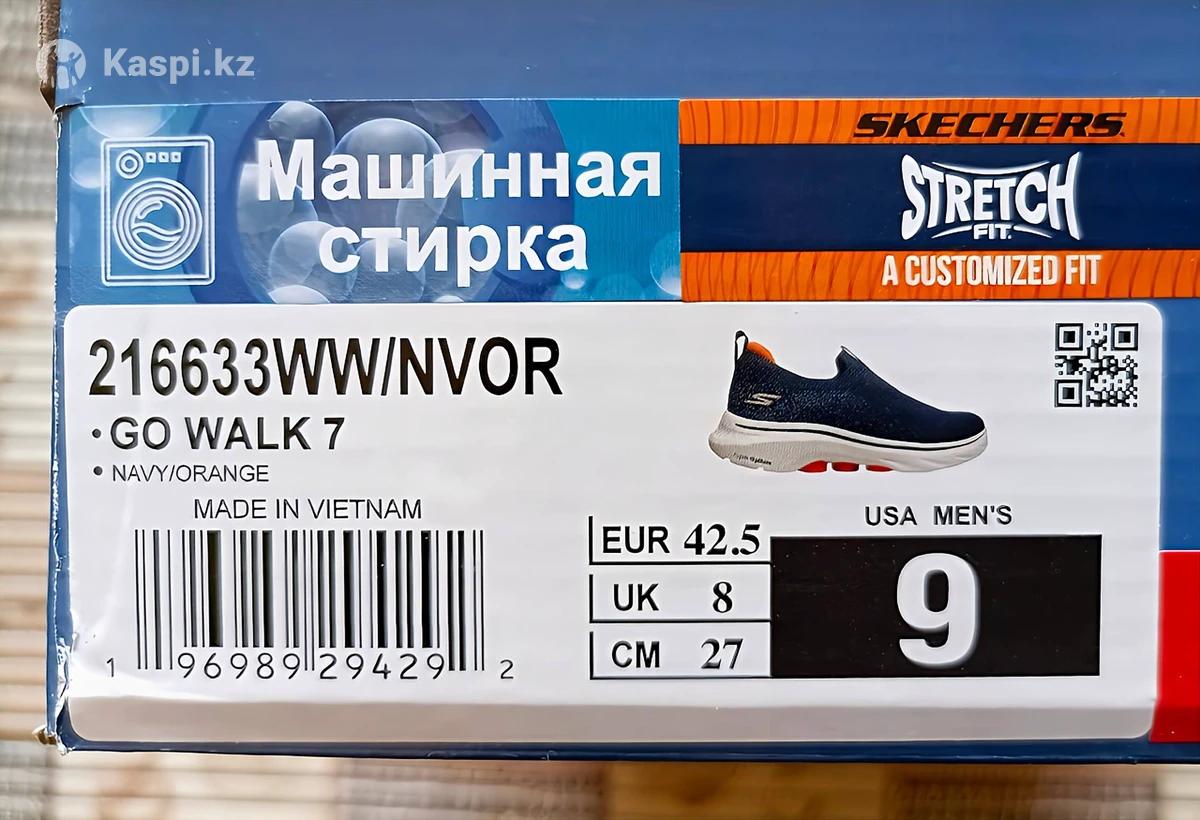 Kaspi.kz
Машинная
стирка
SKECHERS
STRETCH
FIT.
A CUSTOMIZED FIT
216633WW/NVOR
• GO WALK 7
• NAVY/ORANGE
MADE IN VIETNAM
1 96989 29429 2
EUR 42.5
UK 8
CM 27
USA MEN'S
9